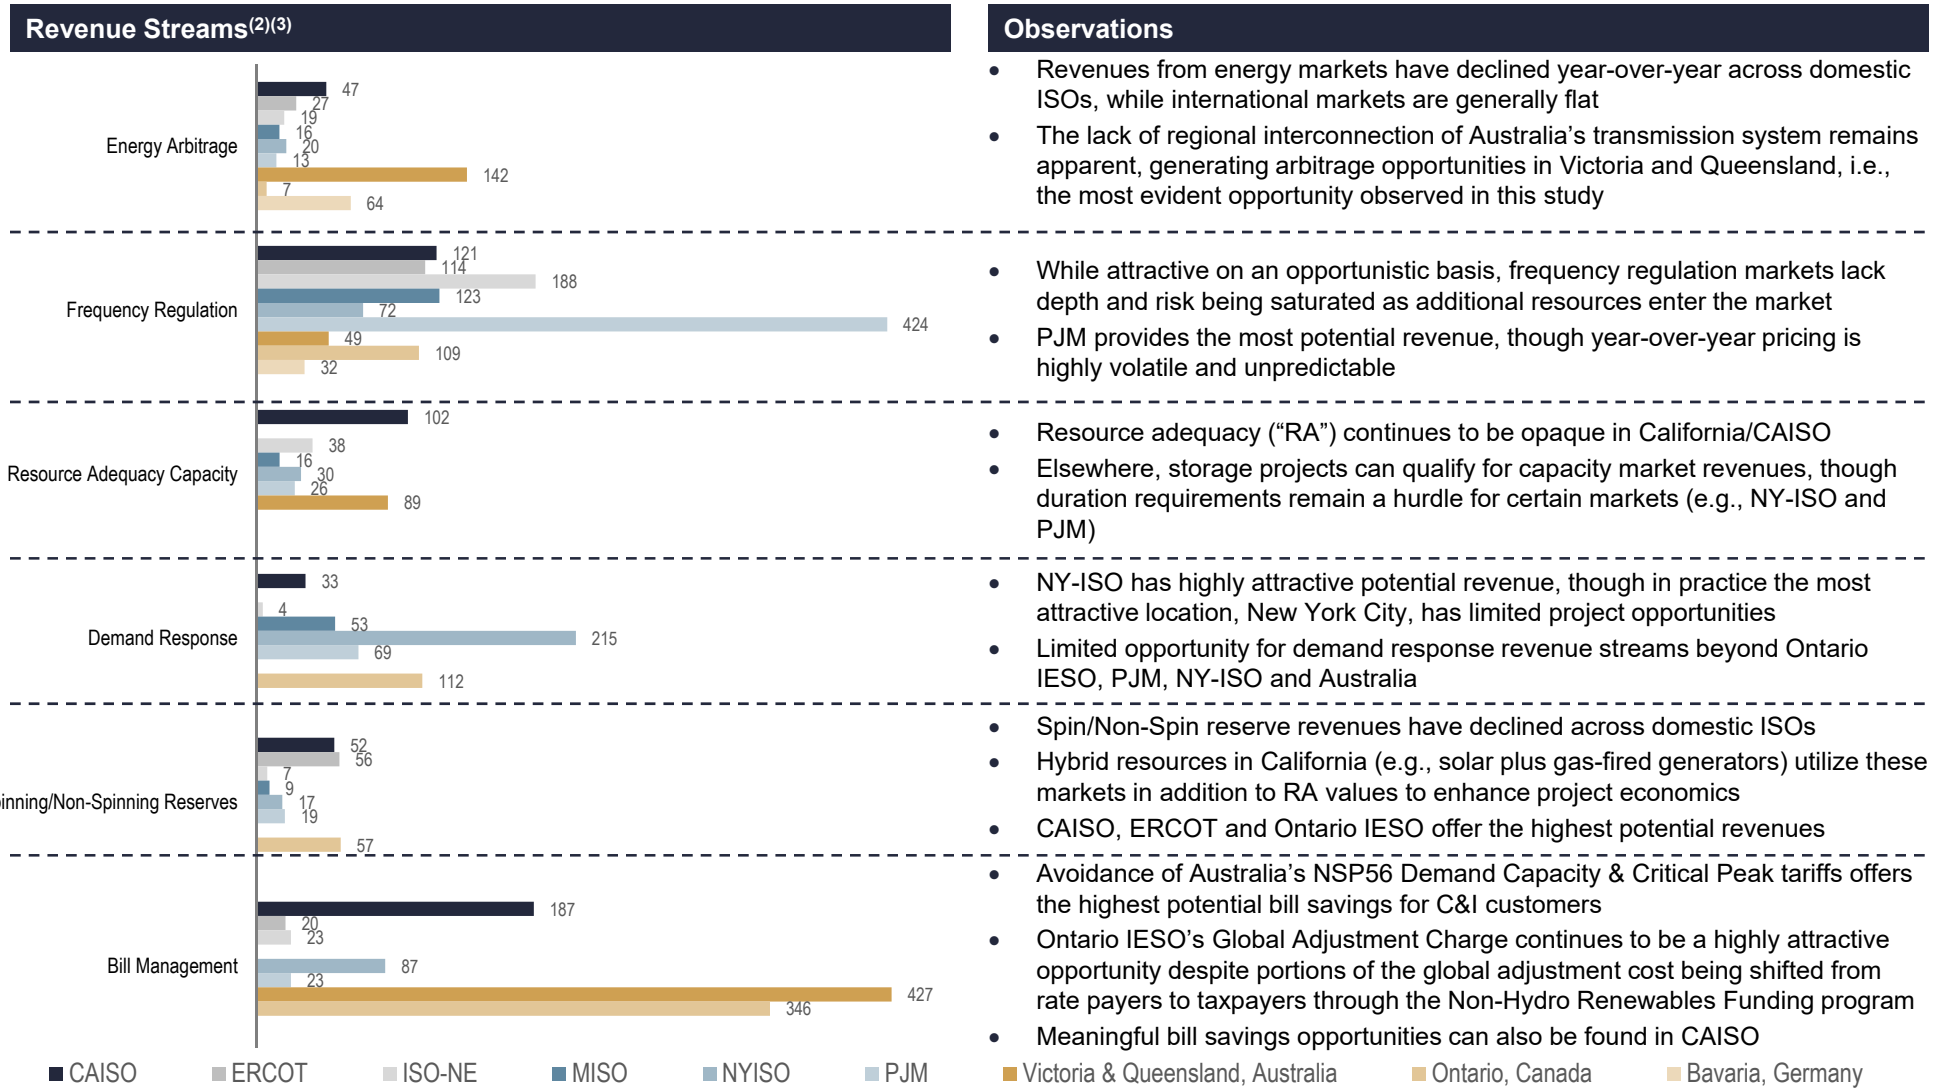 Revenue Streams(2)(3)
Energy Arbitrage
47
27
19
16
20
13
142
7
64
Frequency Regulation
121
114
188
123
72
424
49
109
32
Resource Adequacy Capacity
102
38
16
30
26
89
Demand Response
33
4
53
215
69
112
inning/Non-Spinning Reserves
52
56
7
9
17
19
57
Bill Management
187
20
23
87
23
427
346
Observations
• Revenues from energy markets have declined year-over-year across domestic
ISOs, while international markets are generally flat
• The lack of regional interconnection of Australia’s transmission system remains
apparent, generating arbitrage opportunities in Victoria and Queensland, i.e.,
the most evident opportunity observed in this study
• While attractive on an opportunistic basis, frequency regulation markets lack
depth and risk being saturated as additional resources enter the market
• PJM provides the most potential revenue, though year-over-year pricing is
highly volatile and unpredictable
• Resource adequacy (“RA”) continues to be opaque in California/CAISO
• Elsewhere, storage projects can qualify for capacity market revenues, though
duration requirements remain a hurdle for certain markets (e.g., NY-ISO and
PJM)
• NY-ISO has highly attractive potential revenue, though in practice the most
attractive location, New York City, has limited project opportunities
• Limited opportunity for demand response revenue streams beyond Ontario
IESO, PJM, NY-ISO and Australia
• Spin/Non-Spin reserve revenues have declined across domestic ISOs
• Hybrid resources in California (e.g., solar plus gas-fired generators) utilize these
markets in addition to RA values to enhance project economics
• CAISO, ERCOT and Ontario IESO offer the highest potential revenues
• Avoidance of Australia’s NSP56 Demand Capacity & Critical Peak tariffs offers
the highest potential bill savings for C&I customers
• Ontario IESO’s Global Adjustment Charge continues to be a highly attractive
opportunity despite portions of the global adjustment cost being shifted from
rate payers to taxpayers through the Non-Hydro Renewables Funding program
• Meaningful bill savings opportunities can also be found in CAISO
CAISO ERCOT ISO-NE MISO NYISO PJM Victoria & Queensland, Australia Ontario, Canada Bavaria, Germany